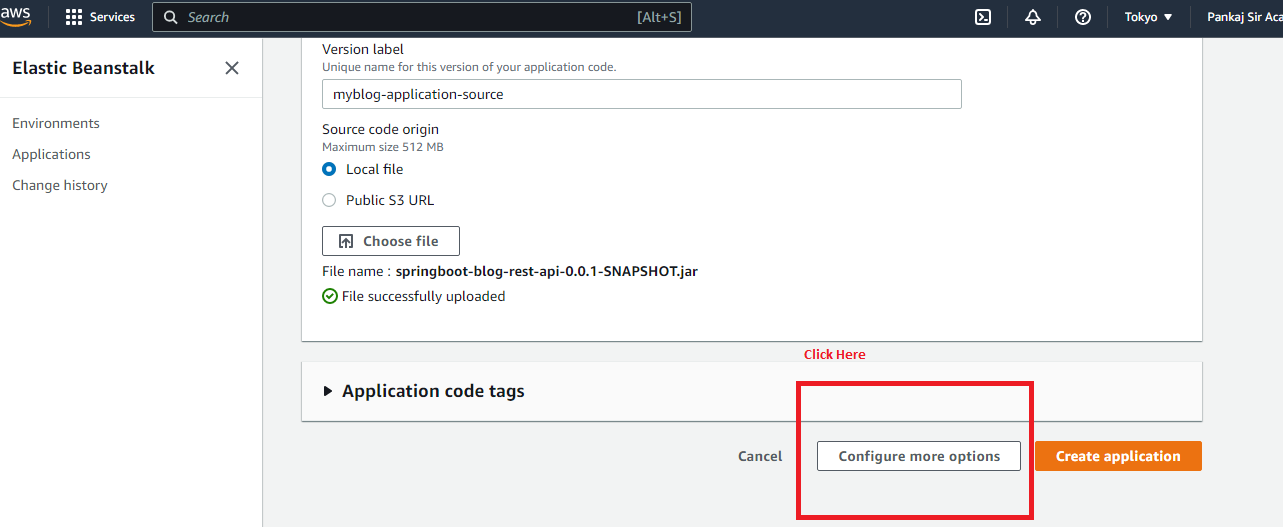 aws
Services
Search
[Alt+S]
Tokyo
Pankaj Sir Aca
Elastic Beanstalk
Environments
Applications
Change history
Version label
Unique name for this version of your application code.
myblog-application-source
Source code origin
Maximum size 512 MB
Local file
Public S3 URL
Choose file
File name : springboot-blog-rest-api-0.0.1-SNAPSHOT.jar
File successfully uploaded
Click Here
Application code tags
Cancel
Configure more options
Create application